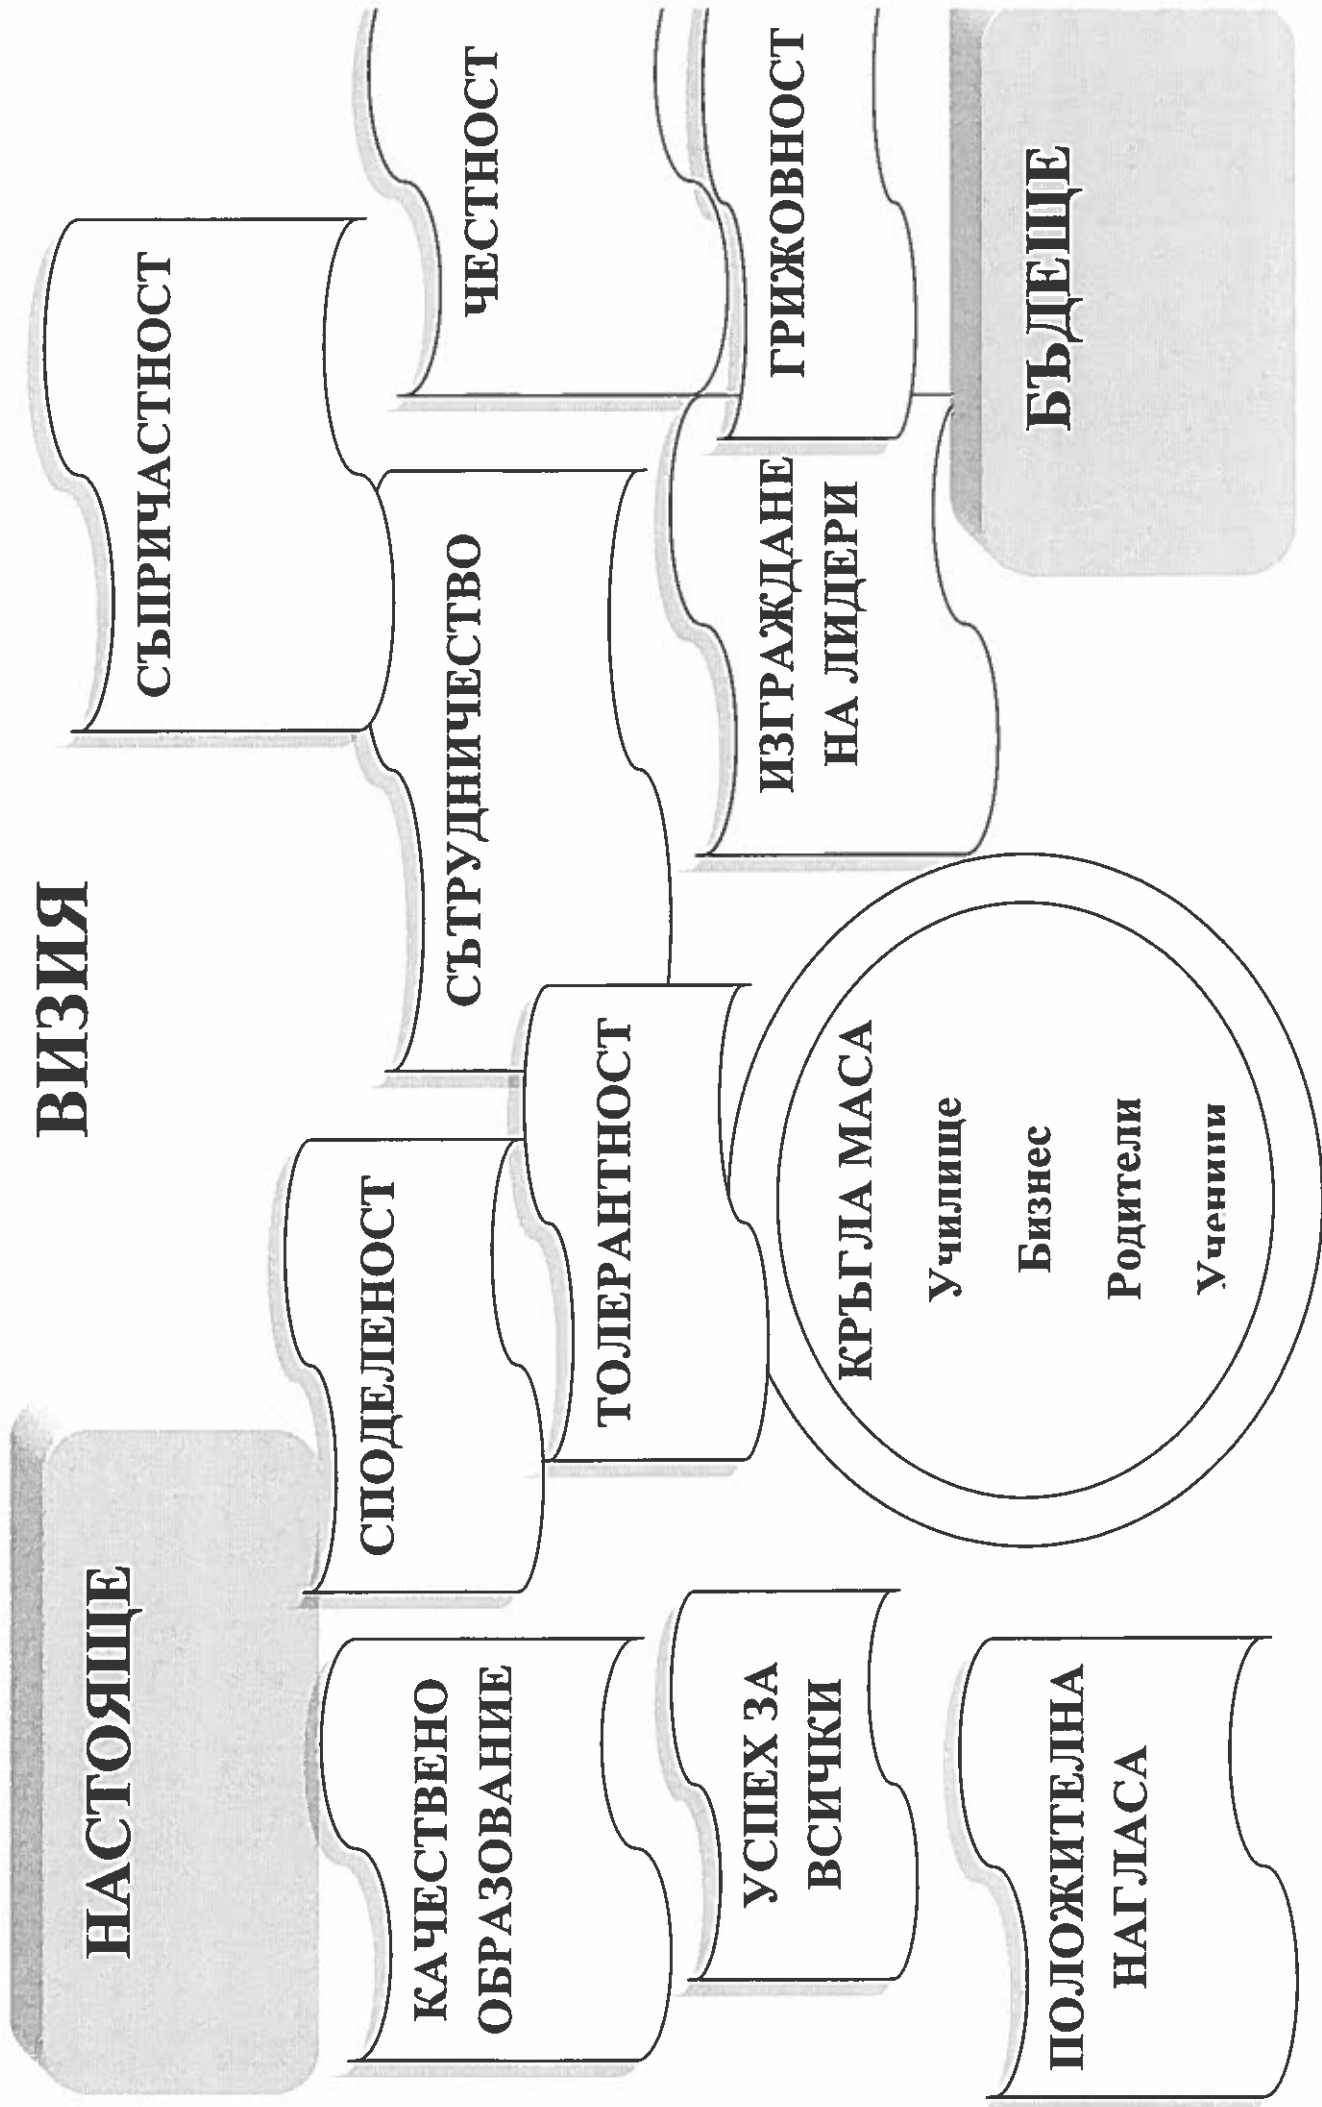 ВИЗИЯ
НАСТОЯЩЕ
СЪПРИЧАСТНОСТ
СПОДЕЛЕНОСТ
КАЧЕСТВЕНО
ОБРАЗОВАНИЕ
СЪТРУДНИЧЕСТВО
ЧЕСТНОСТ
ТОЛЕРАНТНОСТ
УСПЕХ ЗА
ВСИЧКИ
ИЗГРАЖДАНЕ
НА ЛИДЕРИ
ГРИЖОВНОСТ
КРЪГЛА МАСА
Училище
Бизнес
Родители
Ученици
ПОЛОЖИТЕЛНА
НАГЛАСА
БЪДЕЩЕ